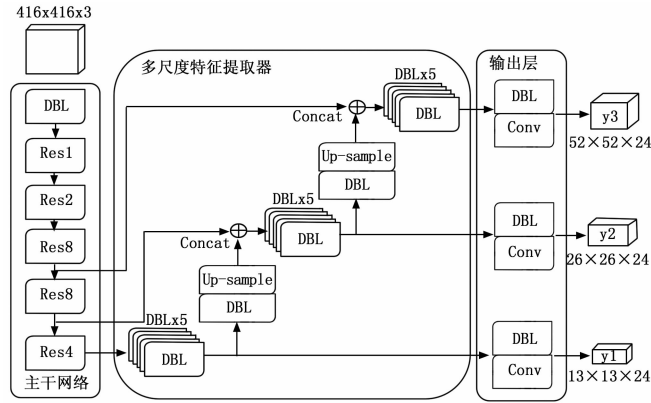 416x416x3
DBL
Res1
Res2
Res8
Res8
Res4
主干网络
多尺度特征提取器
DBLx5
DBL
Concat
Up-sample
DBL
DBLx5
DBL
Concat
Up-sample
DBL
DBLx5
DBL
输出层
DBL
Conv
y3
52×52×24
DBL
Conv
y2
26×26×24
DBL
Conv
y1
13×13×24